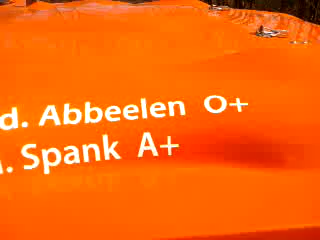 d. Abbeelen O+
. Spank A+